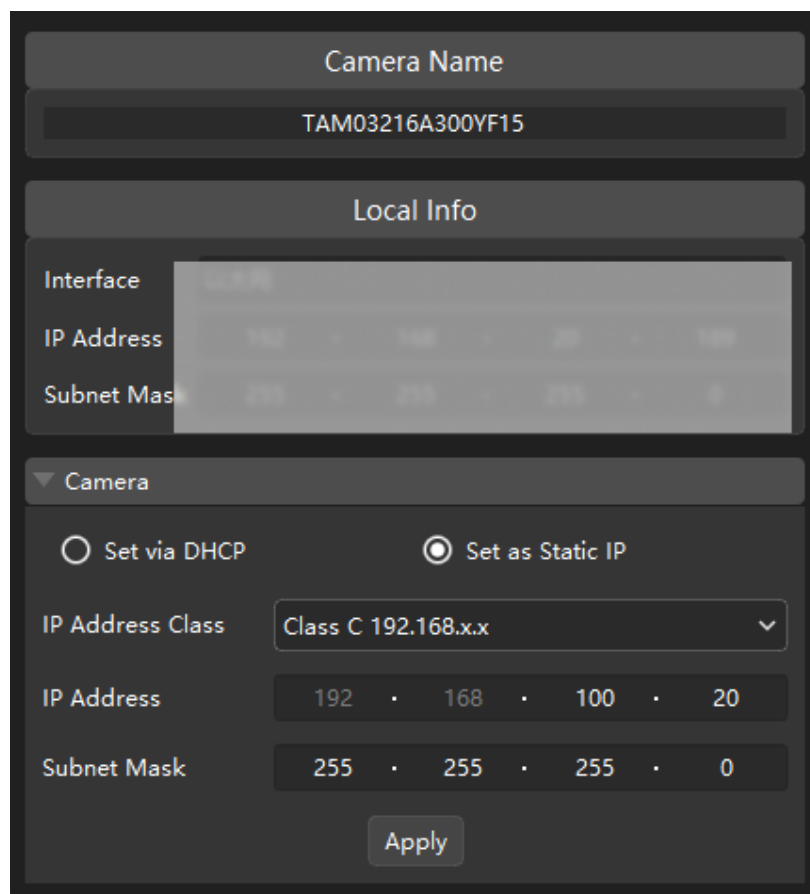 Camera Name
TAM03216A300YF15
Local Info
Interface
IP Address
Subnet Mask
Camera
Set via DHCP Set as Static IP
IP Address Class Class C 192.168.x.x
IP Address 192 . 168 . 100 . 20
Subnet Mask 255 . 255 . 255 . 0
Apply